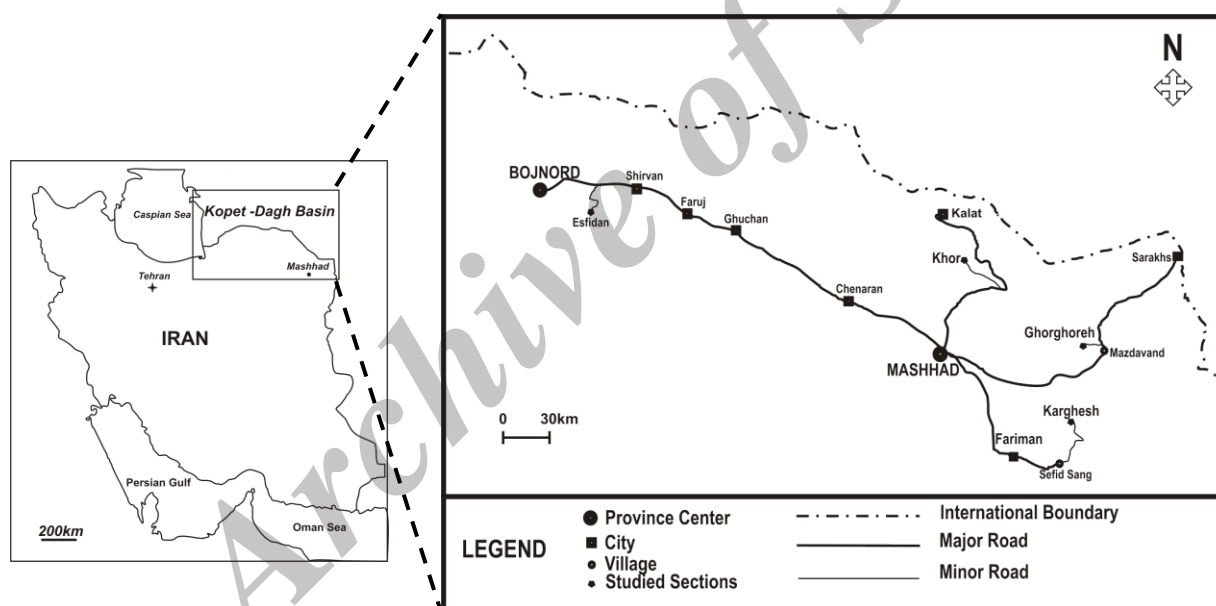 Caspian Sea
Kopet -Dagh Basin
Mashhad
Tehran
IRAN
Persian Gulf
Oman Sea
200km
N
BOJNORD
Shirvan
Esfidan
Faruj
Ghuchan
Kalat
Khor
Sarakhs
Chenaran
Ghorghoreh
Mazdavand
MASHHAD
0 30km
Karghesh
Fariman
Sefid Sang
LEGEND
Province Center
City
Village
Studied Sections
International Boundary
Major Road
Minor Road
Archive of S